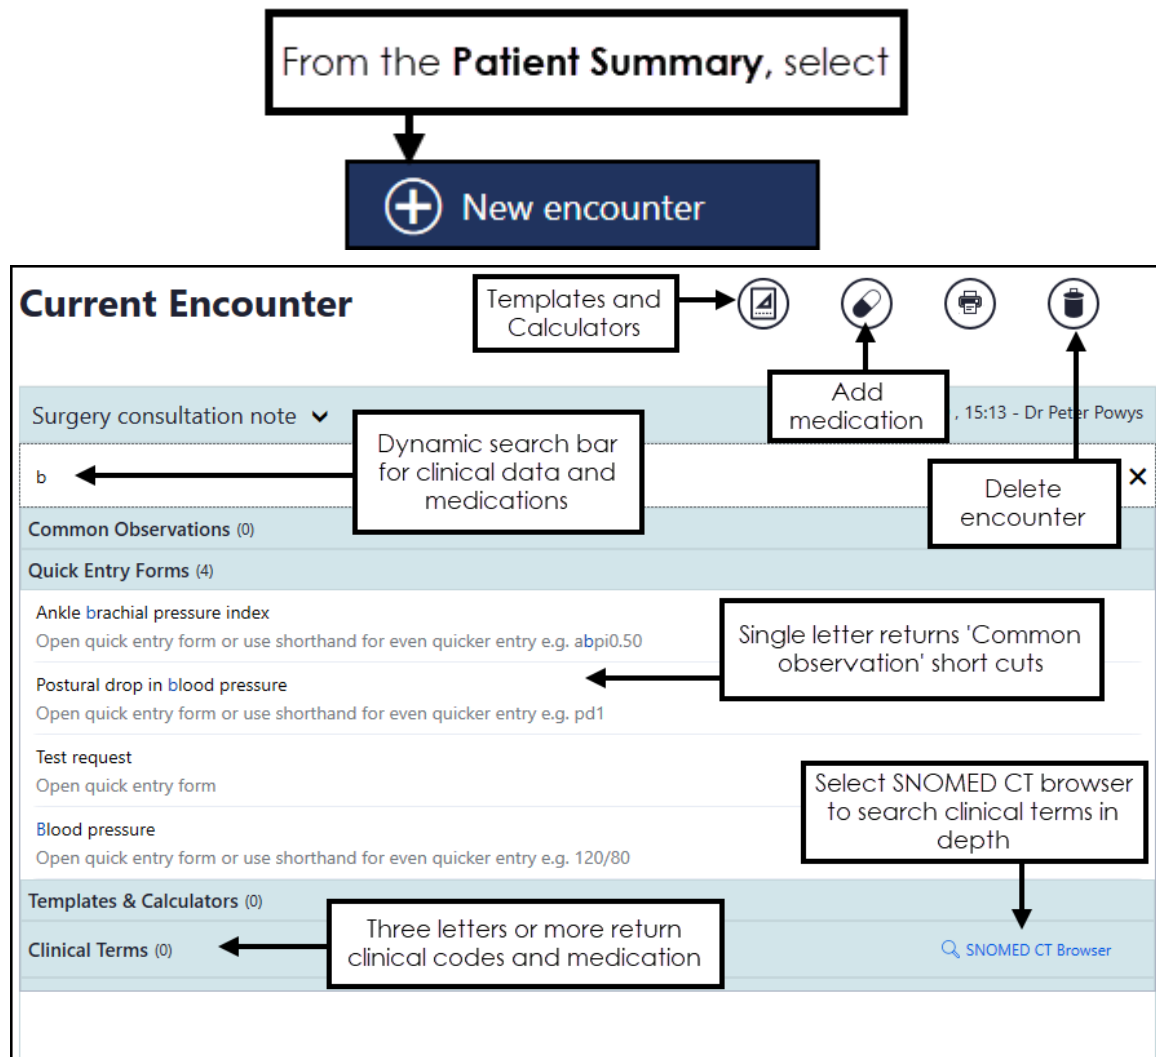 From the Patient Summary, select
New encounter
Current Encounter
Templates and
Calculators
Add
medication
Surgery consultation note
, 15:13 - Dr Peter Powys
Dynamic search bar
for clinical data and
medications
b
Delete
encounter
Common Observations (0)
Quick Entry Forms (4)
Ankle brachial pressure index
Open quick entry form or use shorthand for even quicker entry e.g. abpi0.50
Single letter returns 'Common
observation' short cuts
Postural drop in blood pressure
Open quick entry form or use shorthand for even quicker entry e.g. pd1
Test request
Open quick entry form
Select SNOMED CT browser
to search clinical terms in
depth
Blood pressure
Open quick entry form or use shorthand for even quicker entry e.g. 120/80
Templates & Calculators (0)
Three letters or more return
clinical codes and medication
Clinical Terms (0)
SNOMED CT Browser